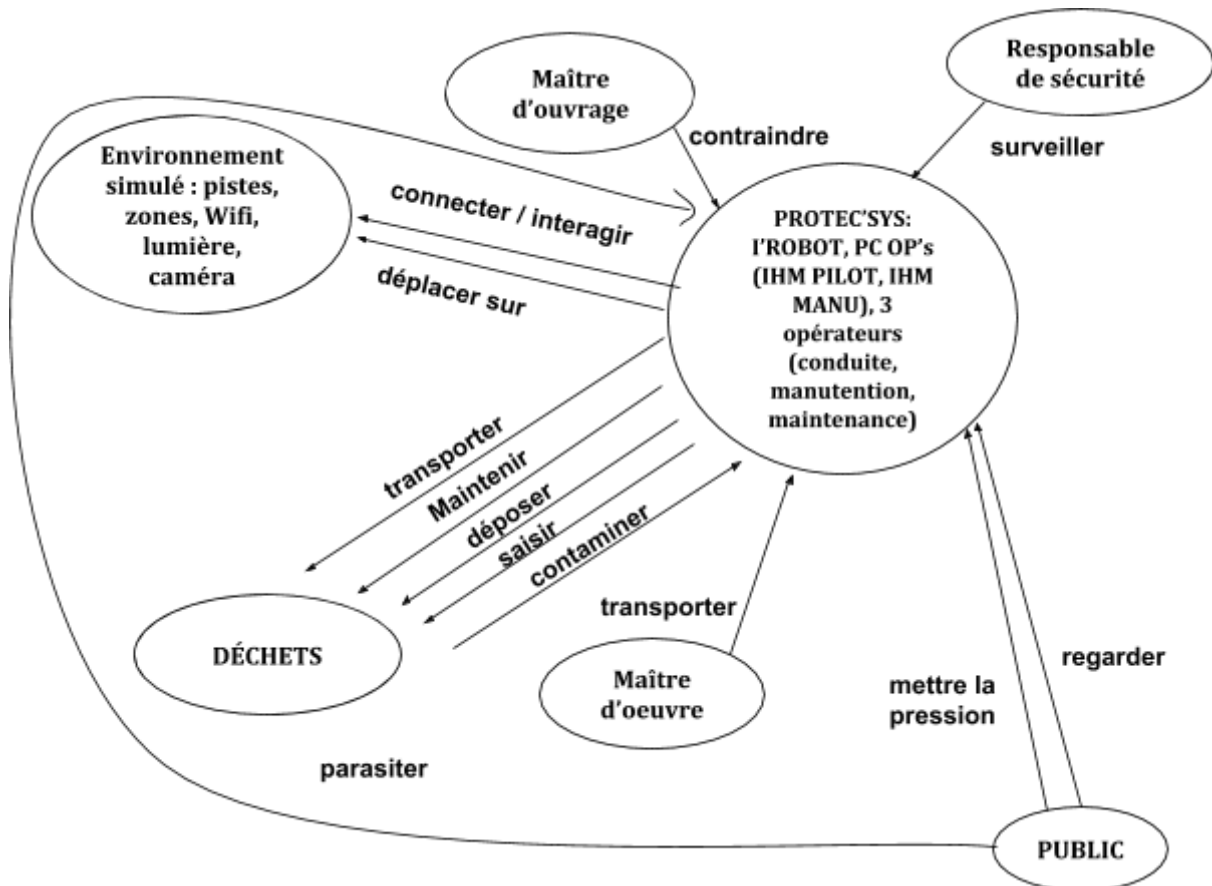 Maître
d'ouvrage
Responsable
de sécurité
contraindre
surveiller
Environnement
simulé : pistes,
zones, Wifi,
lumière,
caméra
connecter / interagir
déplacer sur
PROTEC'SYS:
l'ROBOT, PC OP's
(IHM PILOT, IHM
MANU), 3
opérateurs
(conduite,
manutention,
maintenance)
transporter
Maintenir
déposer
saisir
contaminer
DÉCHETS
transporter
Maître
d'oeuvre
mettre la
pression
regarder
parasiter
PUBLIC